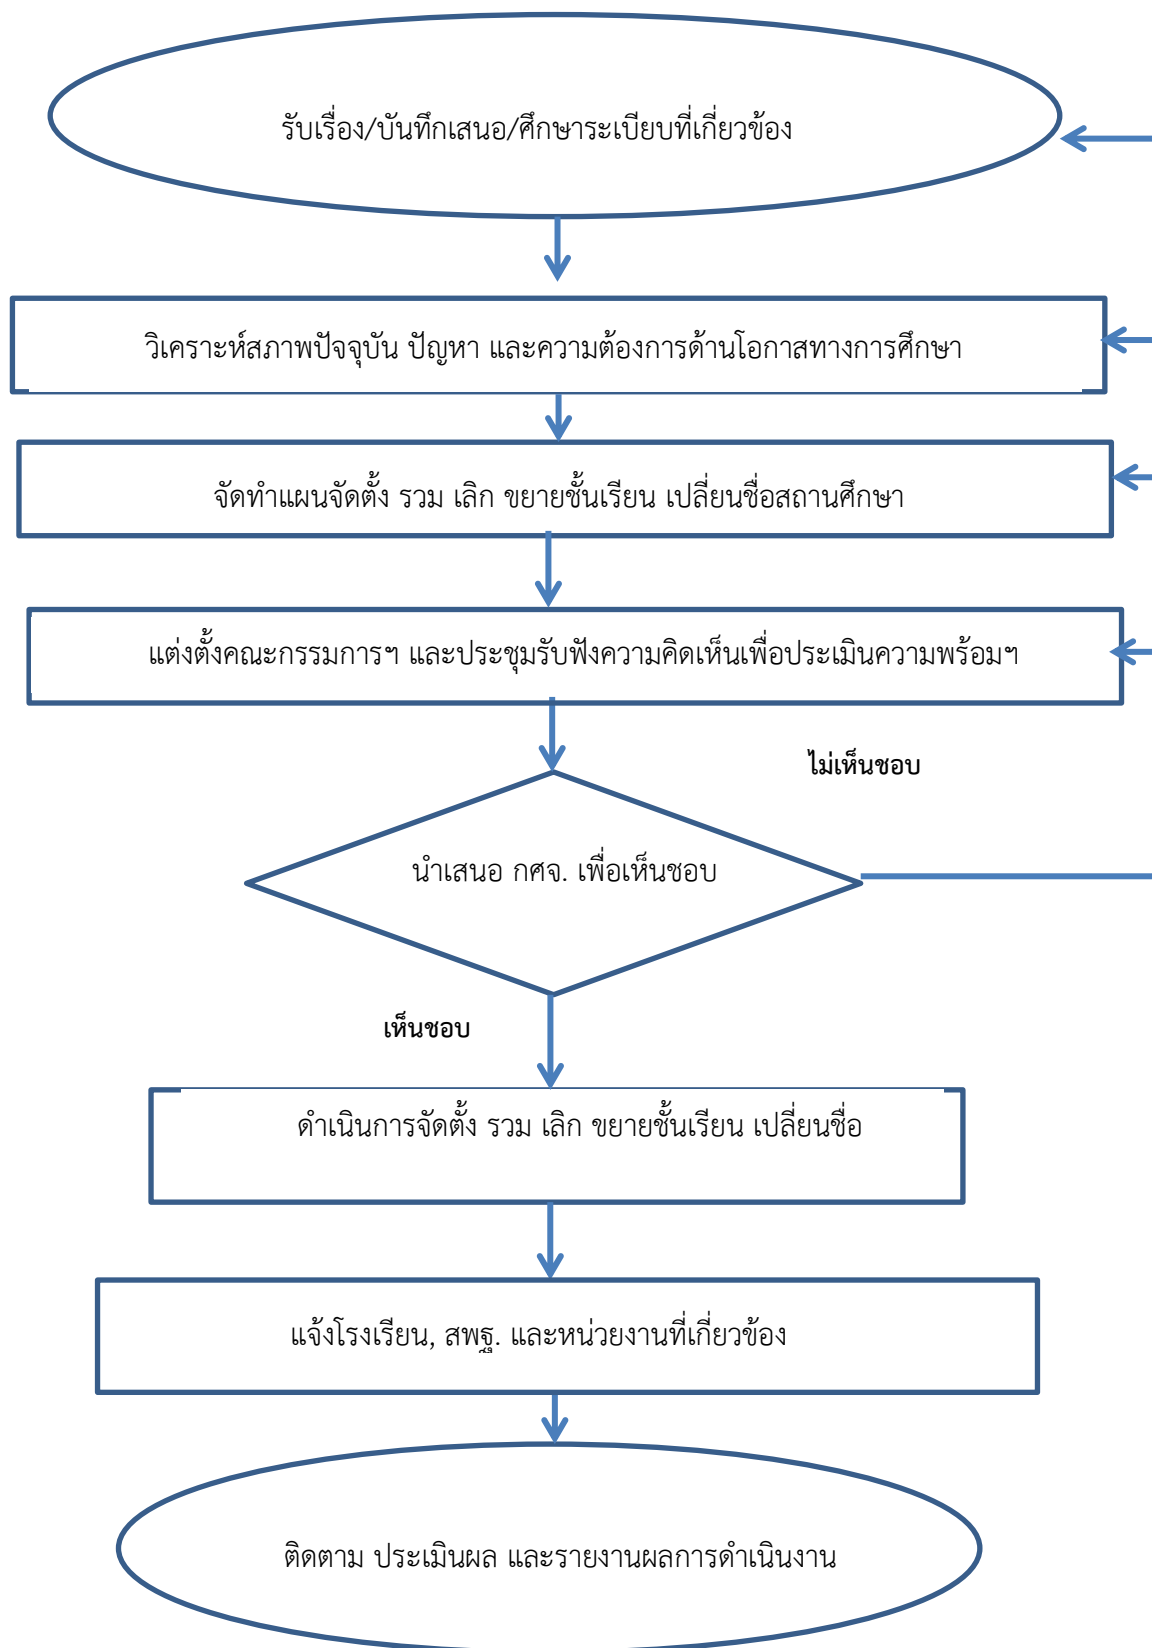 รับเรื่อง/บันทึกเสนอ/ศึกษาระเบียบที่เกี่ยวข้อง
วิเคราะห์สภาพปัจจุบัน ปัญหา และความต้องการด้านโอกาสทางการศึกษา
จัดทำแผนจัดตั้ง รวม เลิก ขยายชั้นเรียน เปลี่ยนชื่อสถานศึกษา
แต่งตั้งคณะกรรมการฯ และประชุมรับฟังความคิดเห็นเพื่อประเมินความพร้อมฯ
ไม่เห็นชอบ
นำเสนอ กศจ. เพื่อเห็นชอบ
เห็นชอบ
ดำเนินการจัดตั้ง รวม เลิก ขยายชั้นเรียน เปลี่ยนชื่อ
แจ้งโรงเรียน, สพฐ. และหน่วยงานที่เกี่ยวข้อง
ติดตาม ประเมินผล และรายงานผลการดำเนินงาน